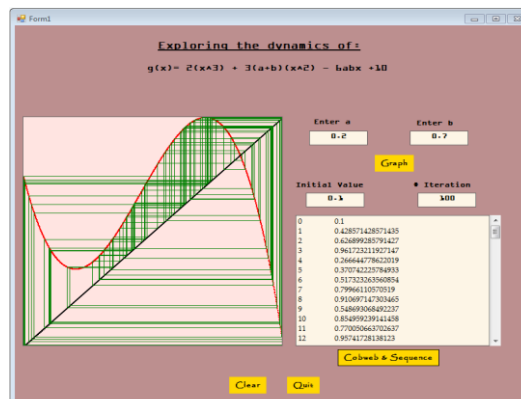 Form1
Exploring the dynamics of:
g(x)= 2(x^3) + 3(a+b)(x^2) - 6abx +10
Enter a
Enter b
0.2
0.7
Graph
Initial Value
# Iteration
0.1
100
0 0.1
1 0.428571428571435
2 0.626899285791427
3 0.961723211927147
4 0.266644778622019
5 0.370742225784933
6 0.517323263560854
7 0.79966110570519
8 0.910697147303465
9 0.548693068492237
10 0.854959239141458
11 0.770050663702637
12 0.95741728138123
Cobweb & Sequence
Clear
Quit